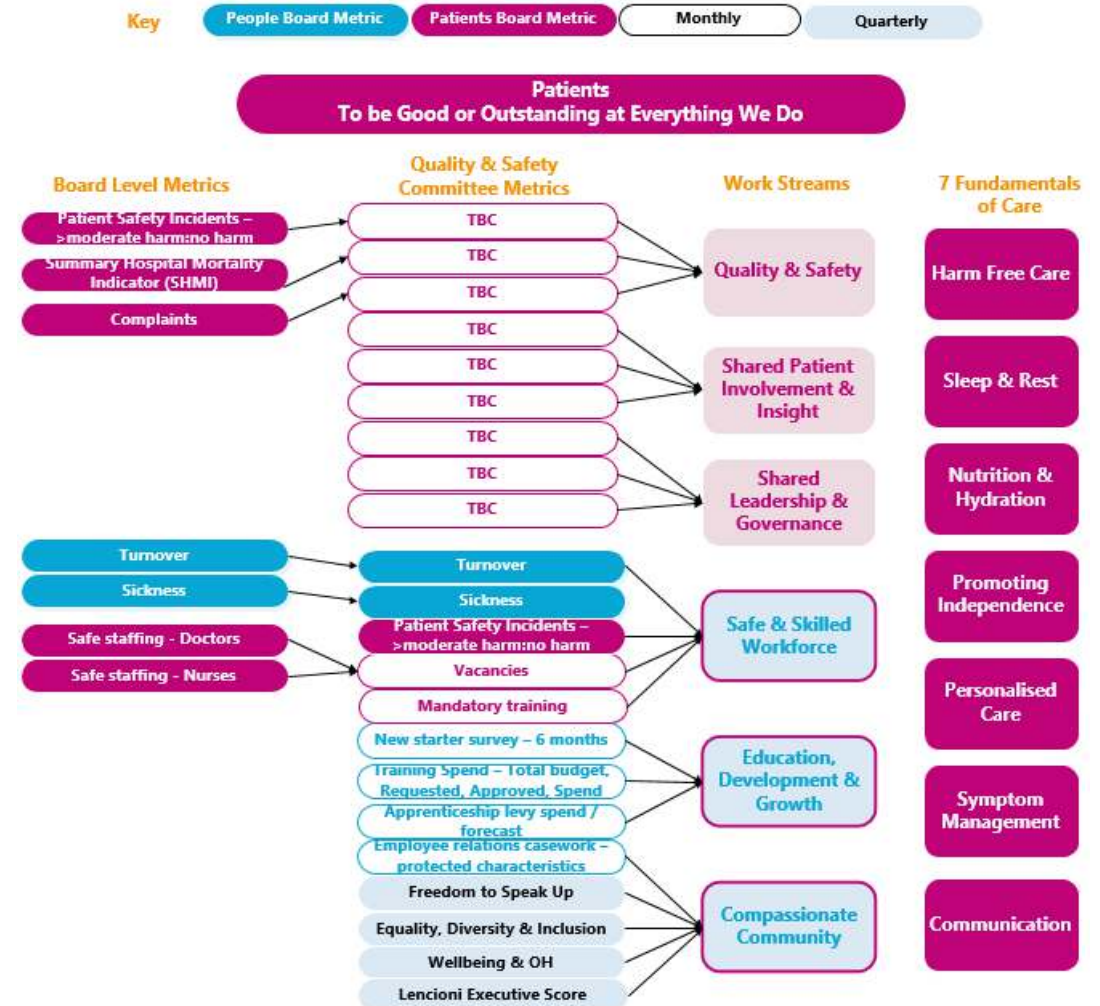 Key
People Board Metric
Patients Board Metric
Monthly
Quarterly
Patients
To be Good or Outstanding at Everything We Do
Board Level Metrics
Patient Safety Incidents –
>moderate harm:no harm
Summary Hospital Mortality
Indicator (SHMI)
Complaints
Turnover
Sickness
Safe staffing - Doctors
Safe staffing - Nurses
Quality & Safety
Committee Metrics
TBC
TBC
TBC
TBC
TBC
TBC
TBC
TBC
TBC
Turnover
Sickness
Patient Safety Incidents –
>moderate harm:no harm
Vacancies
Mandatory training
New starter survey – 6 months
Training Spend – Total budget,
Requested, Approved, Spend
Apprenticeship levy spend /
forecast
Employee relations casework –
protected characteristics
Freedom to Speak Up
Equality, Diversity & Inclusion
Wellbeing & OH
Lencioni Executive Score
Work Streams
Quality & Safety
Shared Patient
Involvement &
Insight
Shared
Leadership &
Governance
Safe & Skilled
Workforce
Education,
Development &
Growth
Compassionate
Community
7 Fundamentals
of Care
Harm Free Care
Sleep & Rest
Nutrition &
Hydration
Promoting
Independence
Personalised
Care
Symptom
Management
Communication